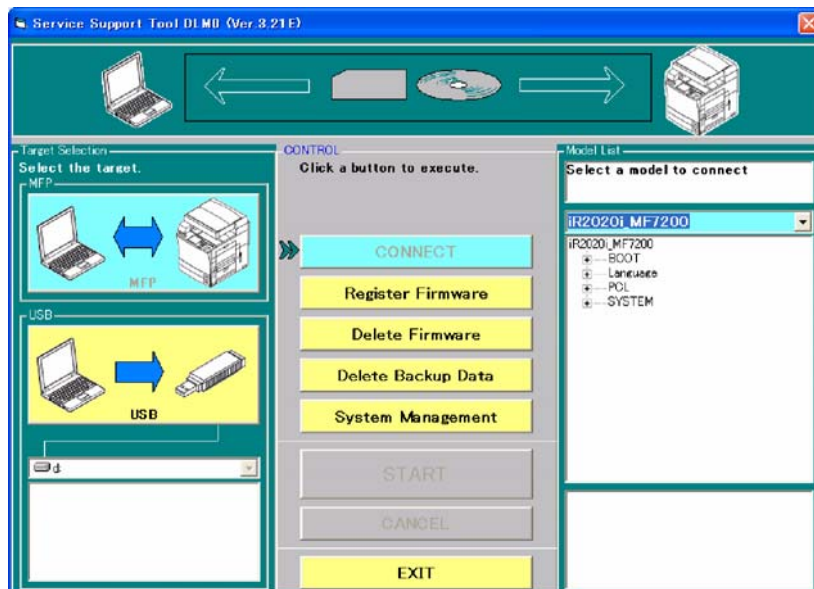 Service Support Tool DLM0 (Ver.3.21E)
Target Selection
Select the target.
MFP
MFP
USB
USB
d:
CONTROL
Click a button to execute.
CONNECT
Register Firmware
Delete Firmware
Delete Backup Data
System Management
START
CANCEL
EXIT
Model List
Select a model to connect
iR2020i_MF7200
iR2020i_MF7200
BOOT
Language
PCL
SYSTEM